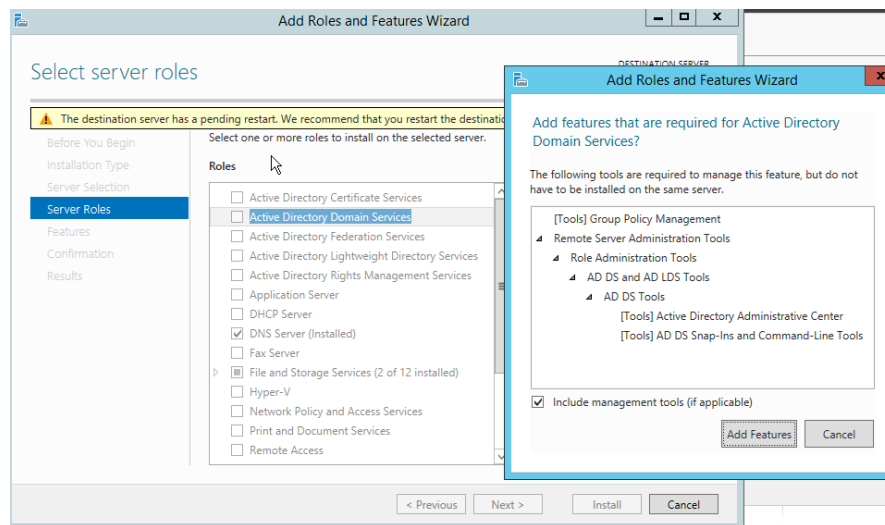 Add Roles and Features Wizard
Select server roles
DESTINATION SERVER
The destination server has a pending restart. We recommend that you restart the destinatio
Before You Begin
Installation Type
Server Selection
Server Roles
Features
Confirmation
Results
Select one or more roles to install on the selected server.
Roles
Active Directory Certificate Services
Active Directory Domain Services
Active Directory Federation Services
Active Directory Lightweight Directory Services
Active Directory Rights Management Services
Application Server
DHCP Server
DNS Server (Installed)
Fax Server
File and Storage Services (2 of 12 installed)
Hyper-V
Network Policy and Access Services
Print and Document Services
Remote Access
< Previous
Next >
Install
Cancel
Add Roles and Features Wizard
Add features that are required for Active Directory
Domain Services?
The following tools are required to manage this feature, but do not
have to be installed on the same server.
[Tools] Group Policy Management
Remote Server Administration Tools
Role Administration Tools
AD DS and AD LDS Tools
AD DS Tools
[Tools] Active Directory Administrative Center
[Tools] AD DS Snap-Ins and Command-Line Tools
Include management tools (if applicable)
Add Features
Cancel